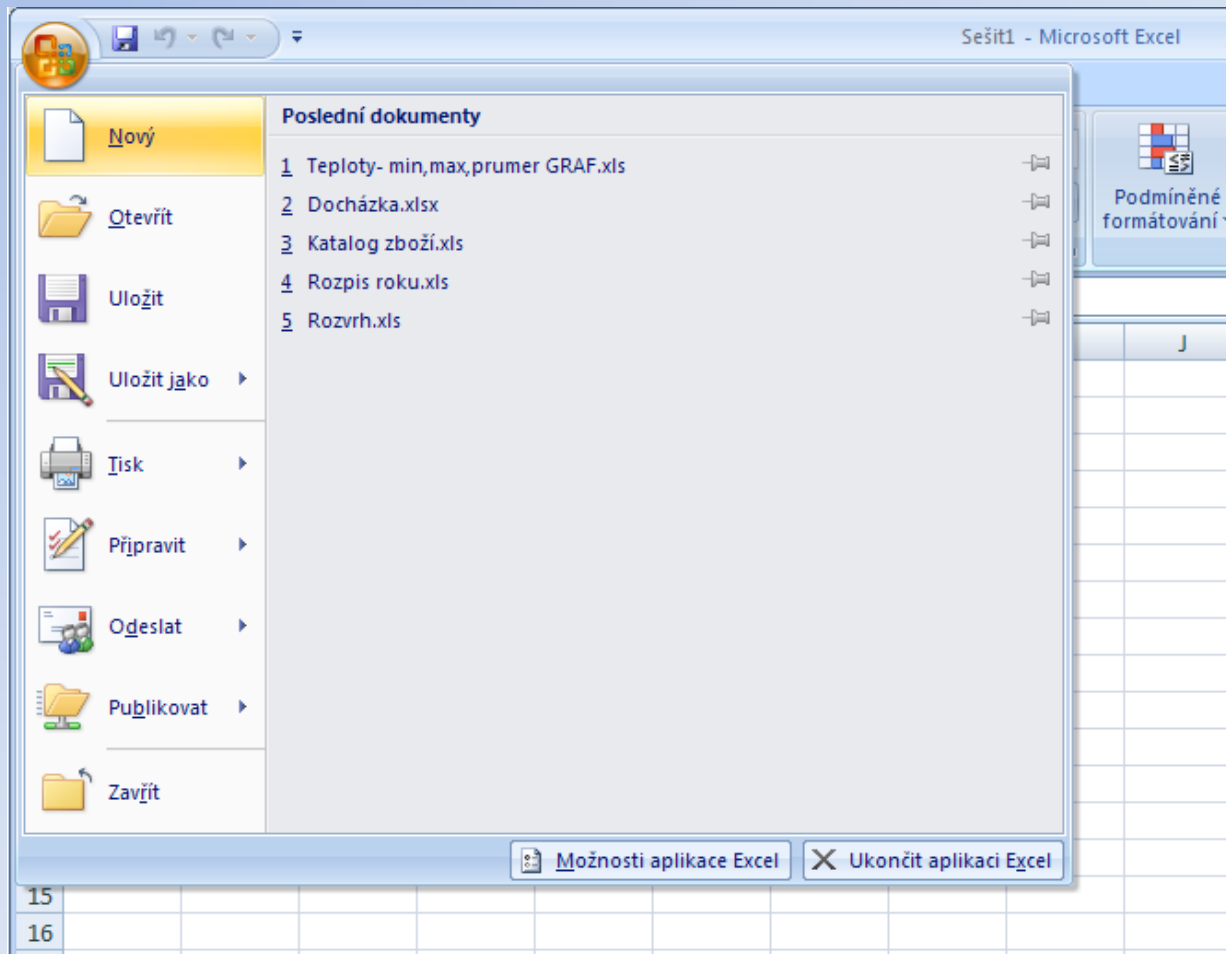 Sešit1 - Microsoft Excel
Nový
Otevřít
Uložit
Uložit jako
Tisk
Připravit
Odeslat
Publikovat
Zavřít
Poslední dokumenty
1 Teploty- min,max,prumer GRAF.xls
2 Docházka.xlsx
3 Katalog zboží.xls
4 Rozpis roku.xls
5 Rozvrh.xls
Možnosti aplikace Excel
Ukončit aplikaci Excel
Podmíněné
formátování
J
15
16